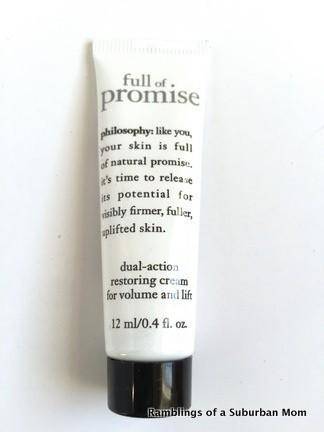 full of
promise
philosophy: like you,
your skin is full
of natural promise.
it's time to release
its potential for
visibly firmer, fuller,
uplifted skin.
dual-action
restoring cream
for volume and lift
12 ml/0.4 fl. oz.
Ramblings of a Suburban Mom